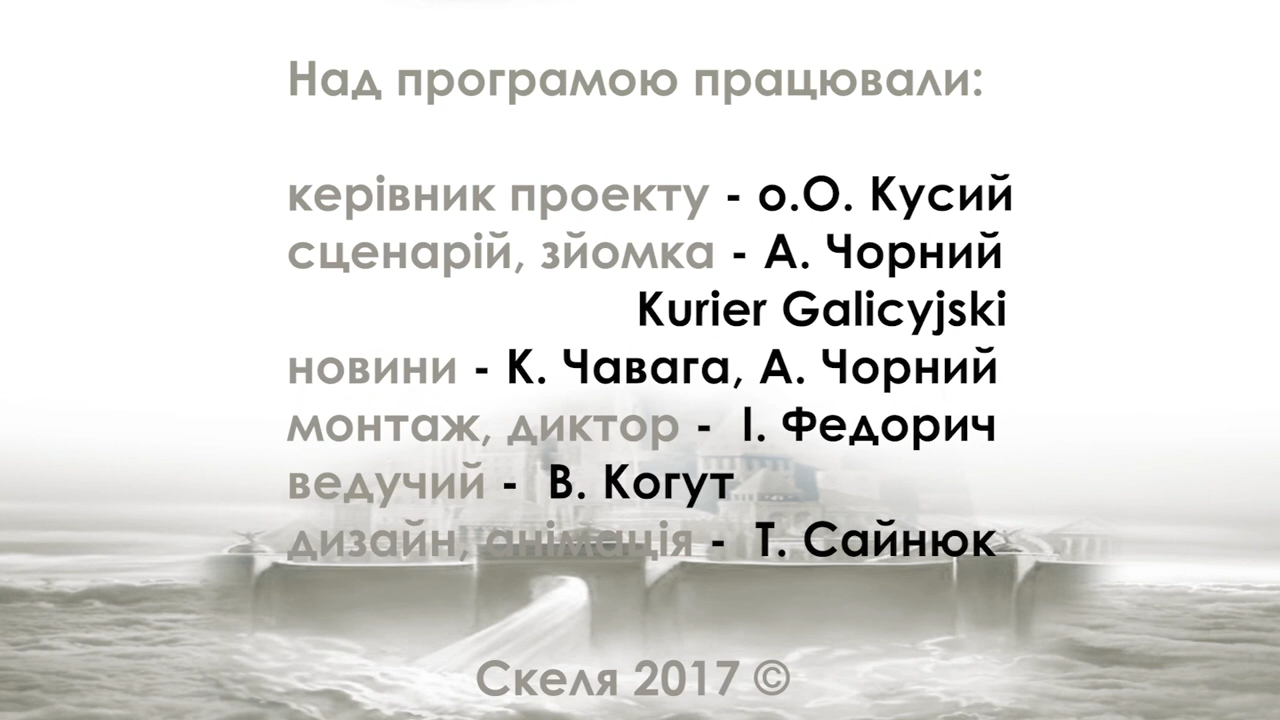 Над програмою працювали:
керівник проекту - о.О. Кусий
сценарій, зйомка - А. Чорний
Kurier Galicyjski
новини - К. Чавага, А. Чорний
монтаж, диктор - І. Федорич
ведучий - В. Когут
дизайн, анімація - Т. Сайнюк
Скеля 2017 ©